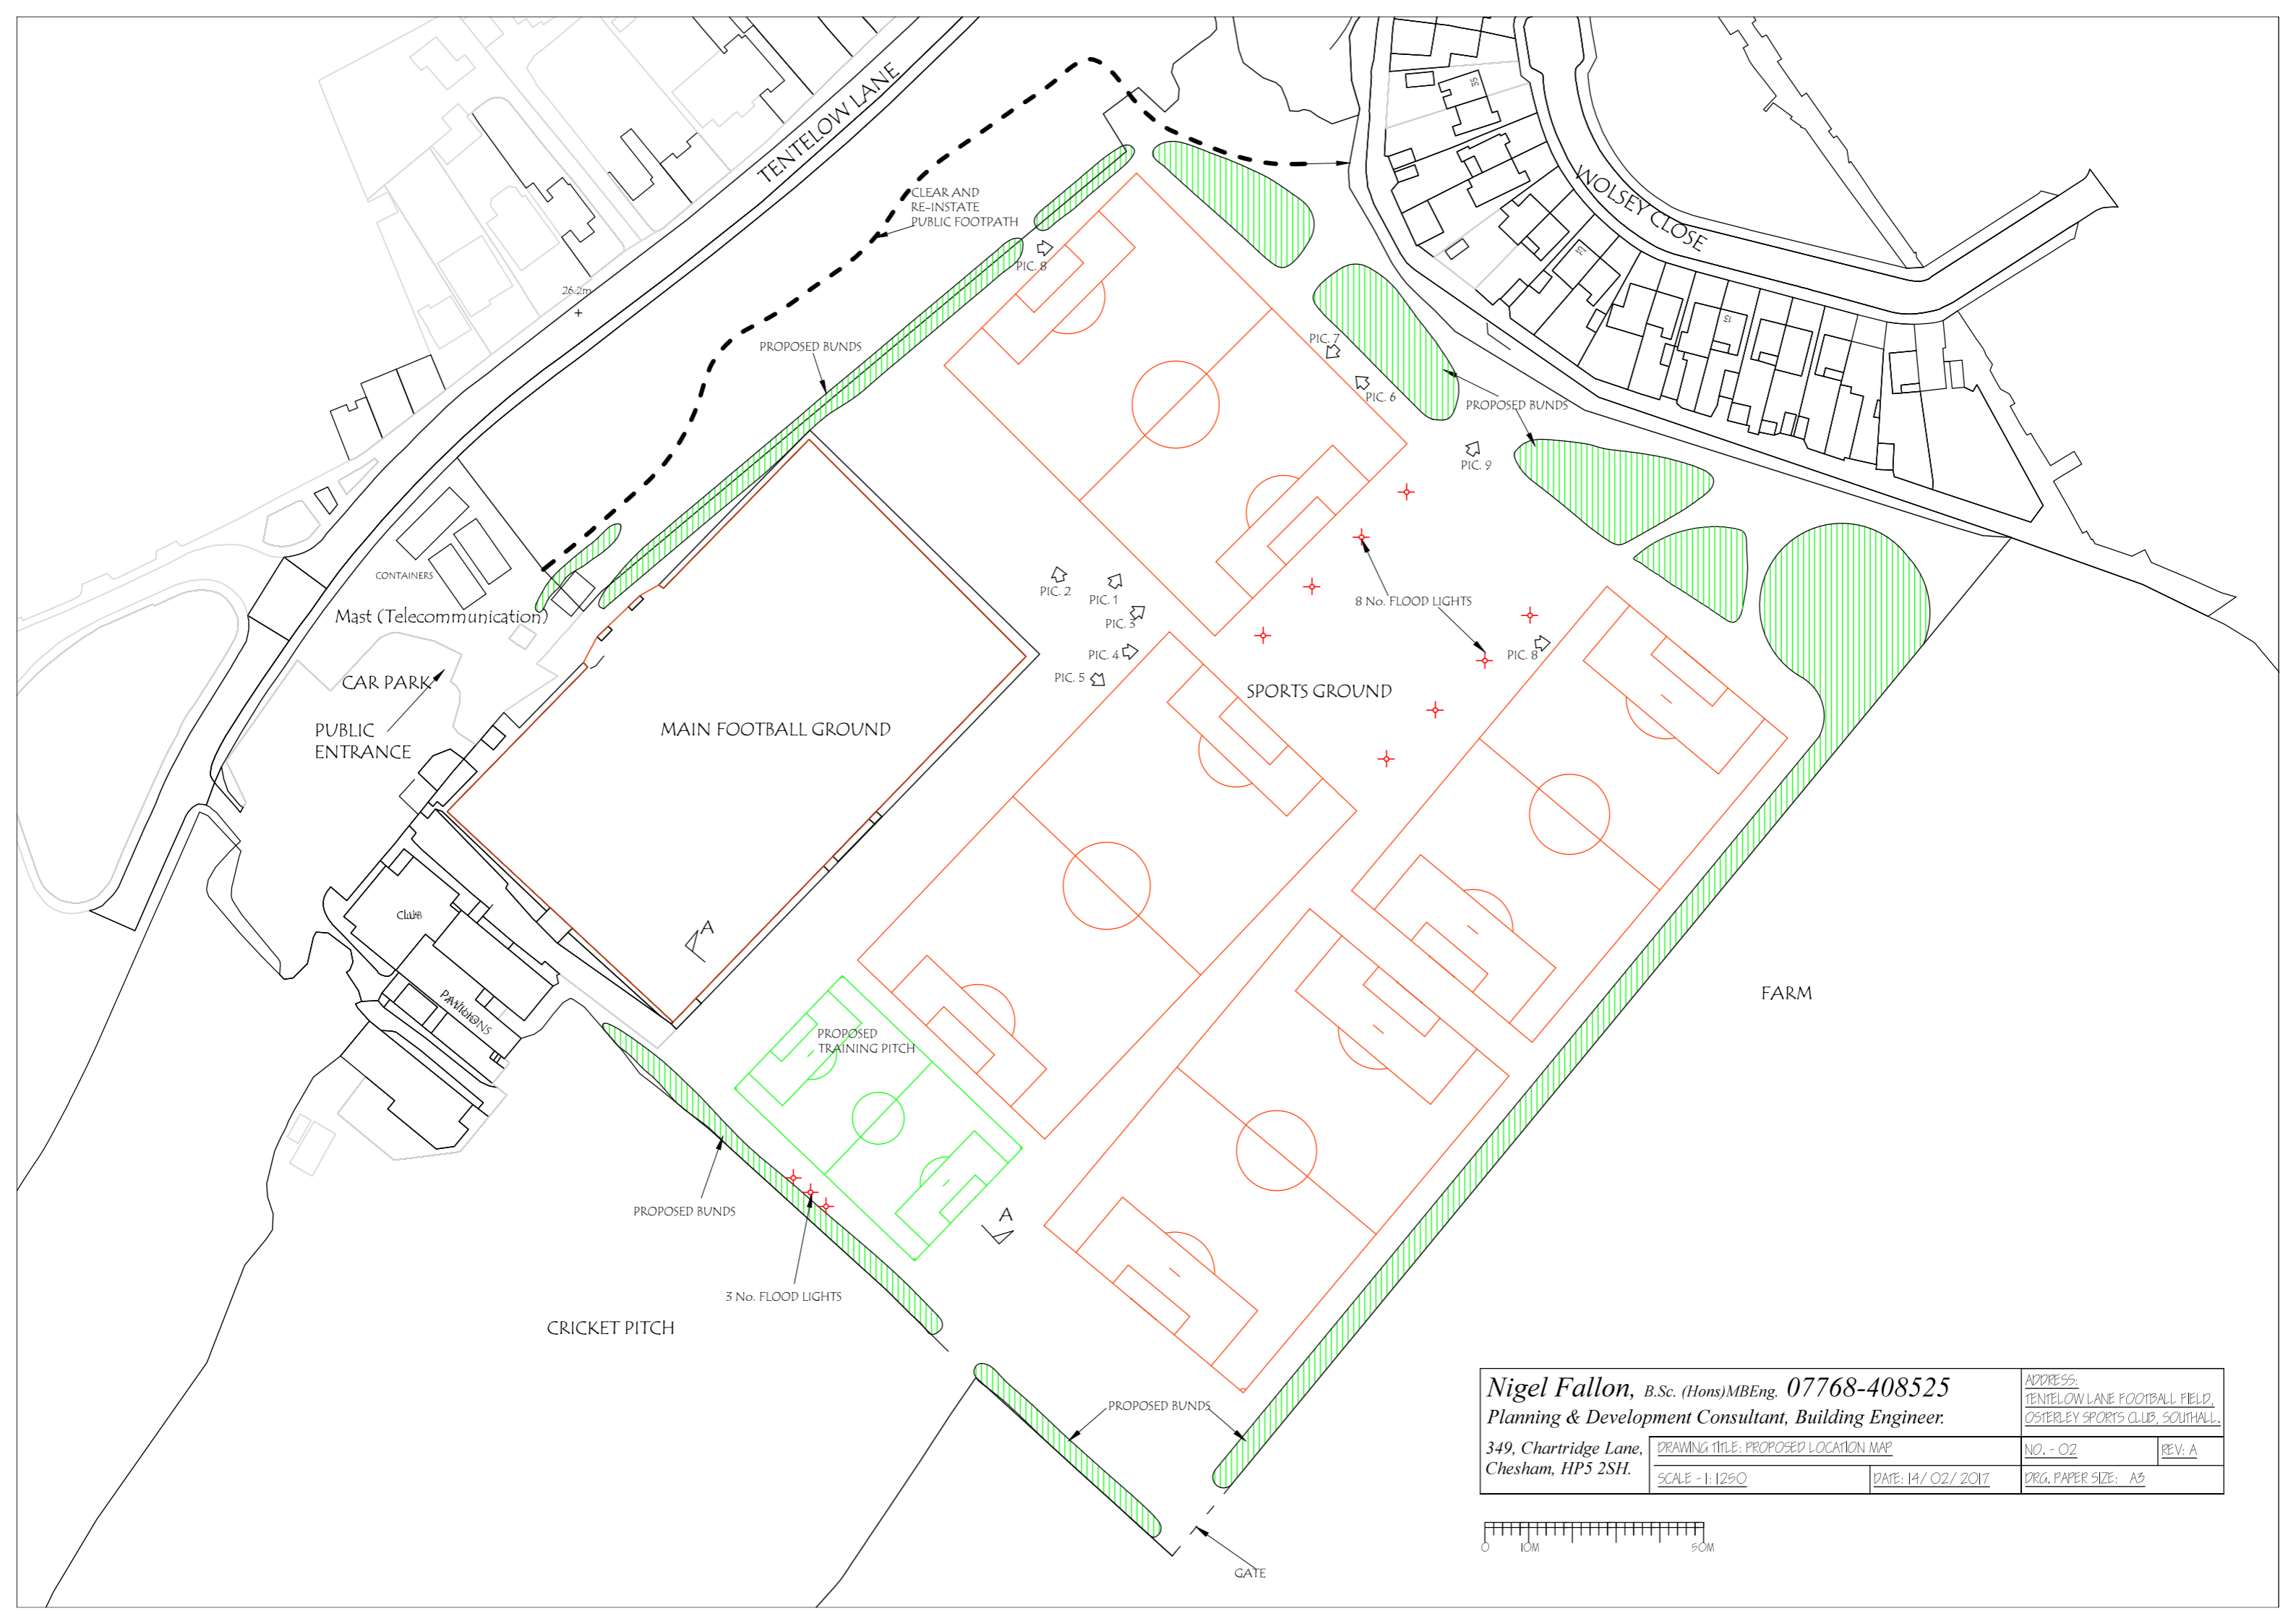 TENTELOW LANE
WOLSEY CLOSE
35
21
15
CLEAR AND
RE-INSTATE
PUBLIC FOOTPATH
PIC. 8
26.2m
PROPOSED BUNDS
PIC. 7
PIC. 6
PROPOSED BUNDS
PIC. 9
CONTAINERS
Mast (Telecommunication)
PIC. 2
PIC. 1
PIC. 3
PIC. 4
PIC. 5
8 No. FLOOD LIGHTS
PIC. 8
CAR PARK
PUBLIC
ENTRANCE
MAIN FOOTBALL GROUND
SPORTS GROUND
A
FARM
PROPOSED
TRAINING PITCH
PROPOSED BUNDS
A
3 No. FLOOD LIGHTS
CRICKET PITCH
PROPOSED BUNDS
GATE
Nigel Fallon, B.Sc. (Hons)MBEng. 07768-408525
Planning & Development Consultant, Building Engineer.
349, Chartridge Lane,
Chesham, HP5 2SH.
DRAWING TITLE: PROPOSED LOCATION MAP
SCALE - 1: 1250
DATE: 14/ 02/ 2017
ADDRESS:
TENTELOW LANE FOOTBALL FIELD,
OSTERLEY SPORTS CLUB, SOUTHALL.
NO. - 02
REV: A
DRG. PAPER SIZE: A3
0 10M 50M